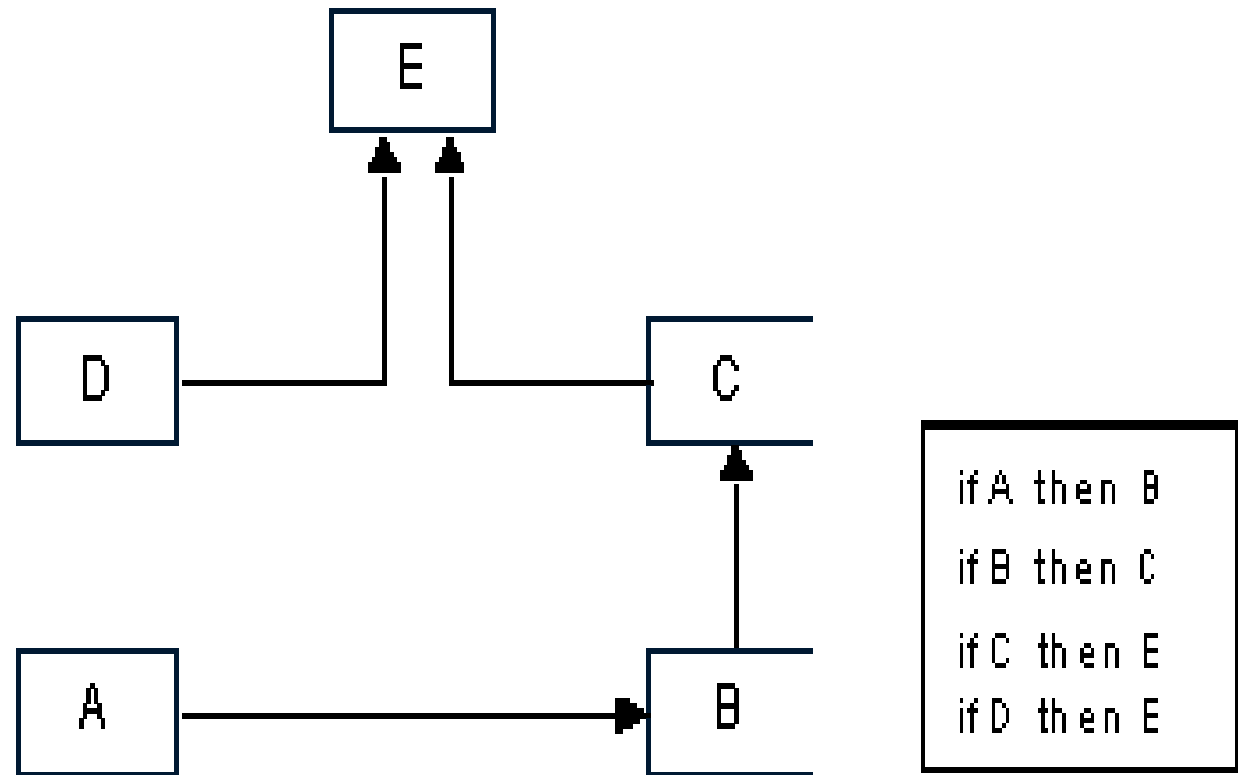 E
D
C
A
B
if A then B
if B then C
if C then E
if D then E